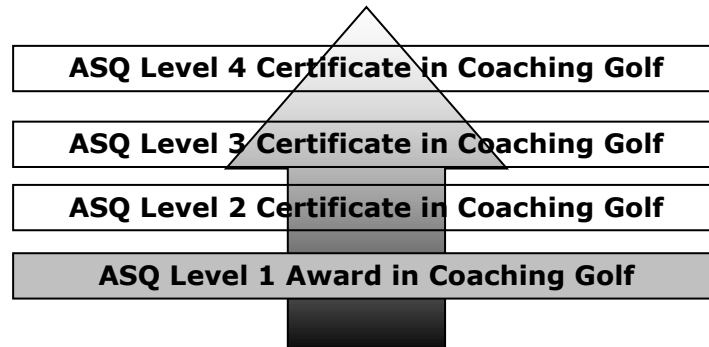 ASQ Level 4 Certificate in Coaching Golf
ASQ Level 3 Certificate in Coaching Golf
ASQ Level 2 Certificate in Coaching Golf
ASQ Level 1 Award in Coaching Golf